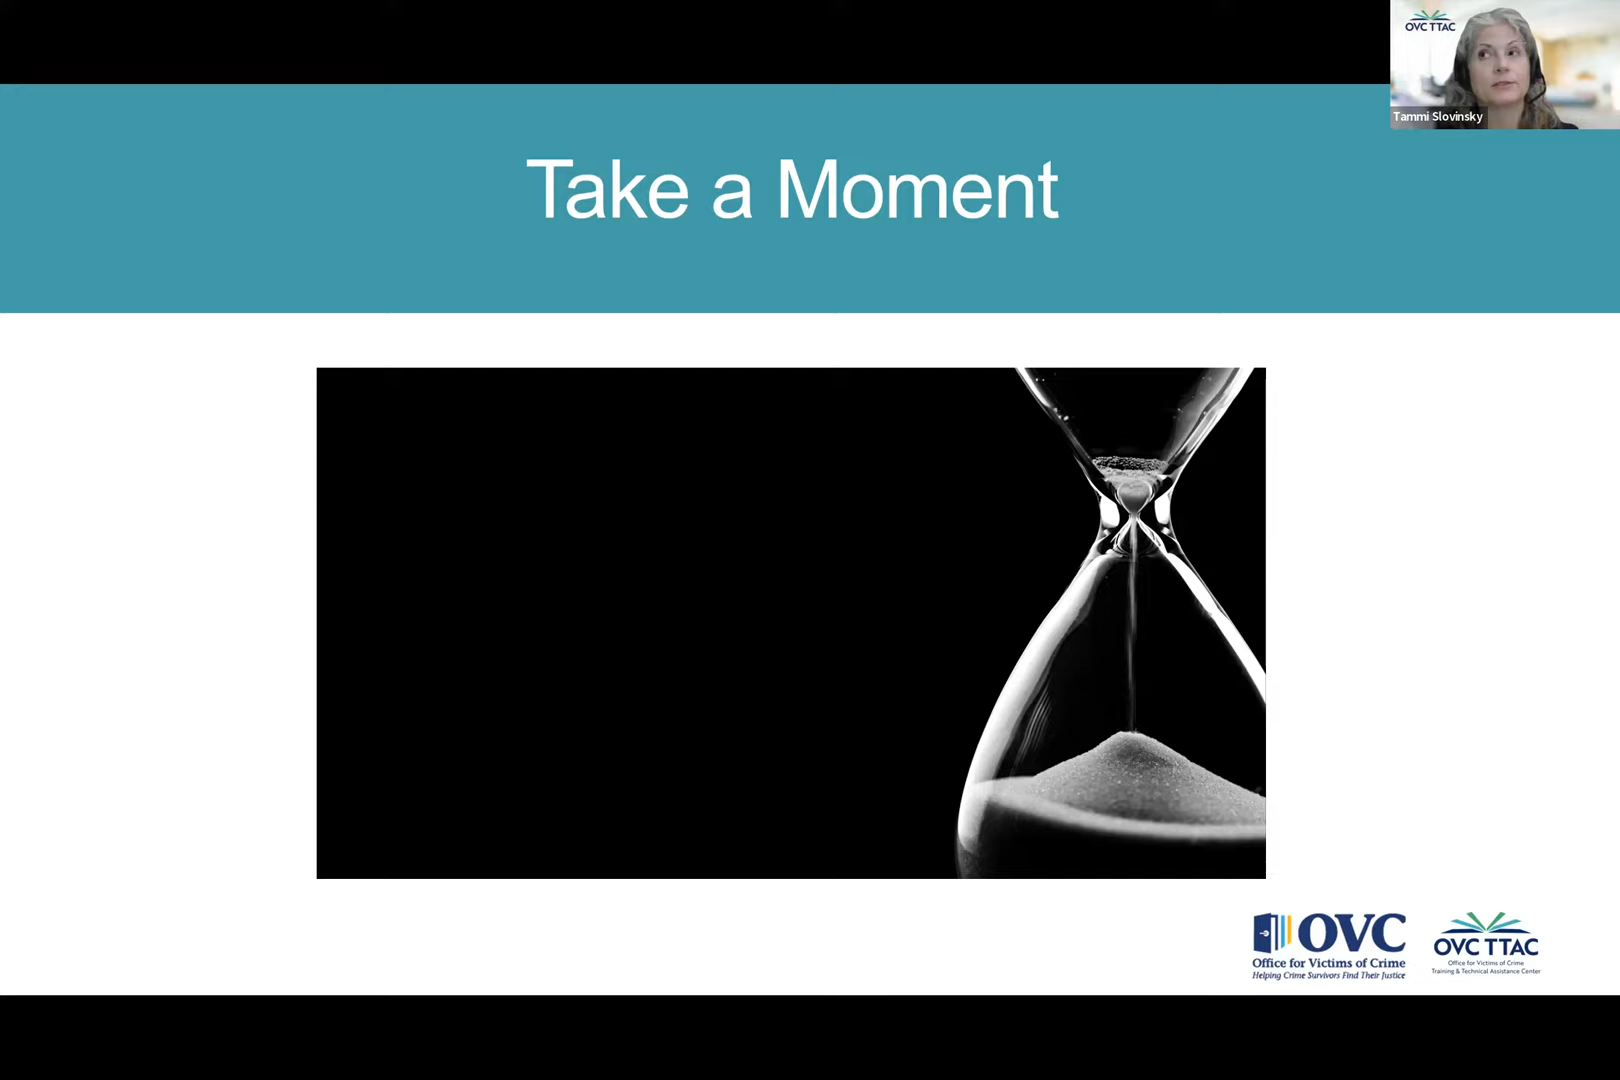 OVC TTAC
Tammi Slovinsky
Take a Moment
OVC
Office for Victims of Crime
Helping Crime Survivors Find Their Justice
OVC TTAC
Office for Victims of Crime
Training & Technical Assistance Center